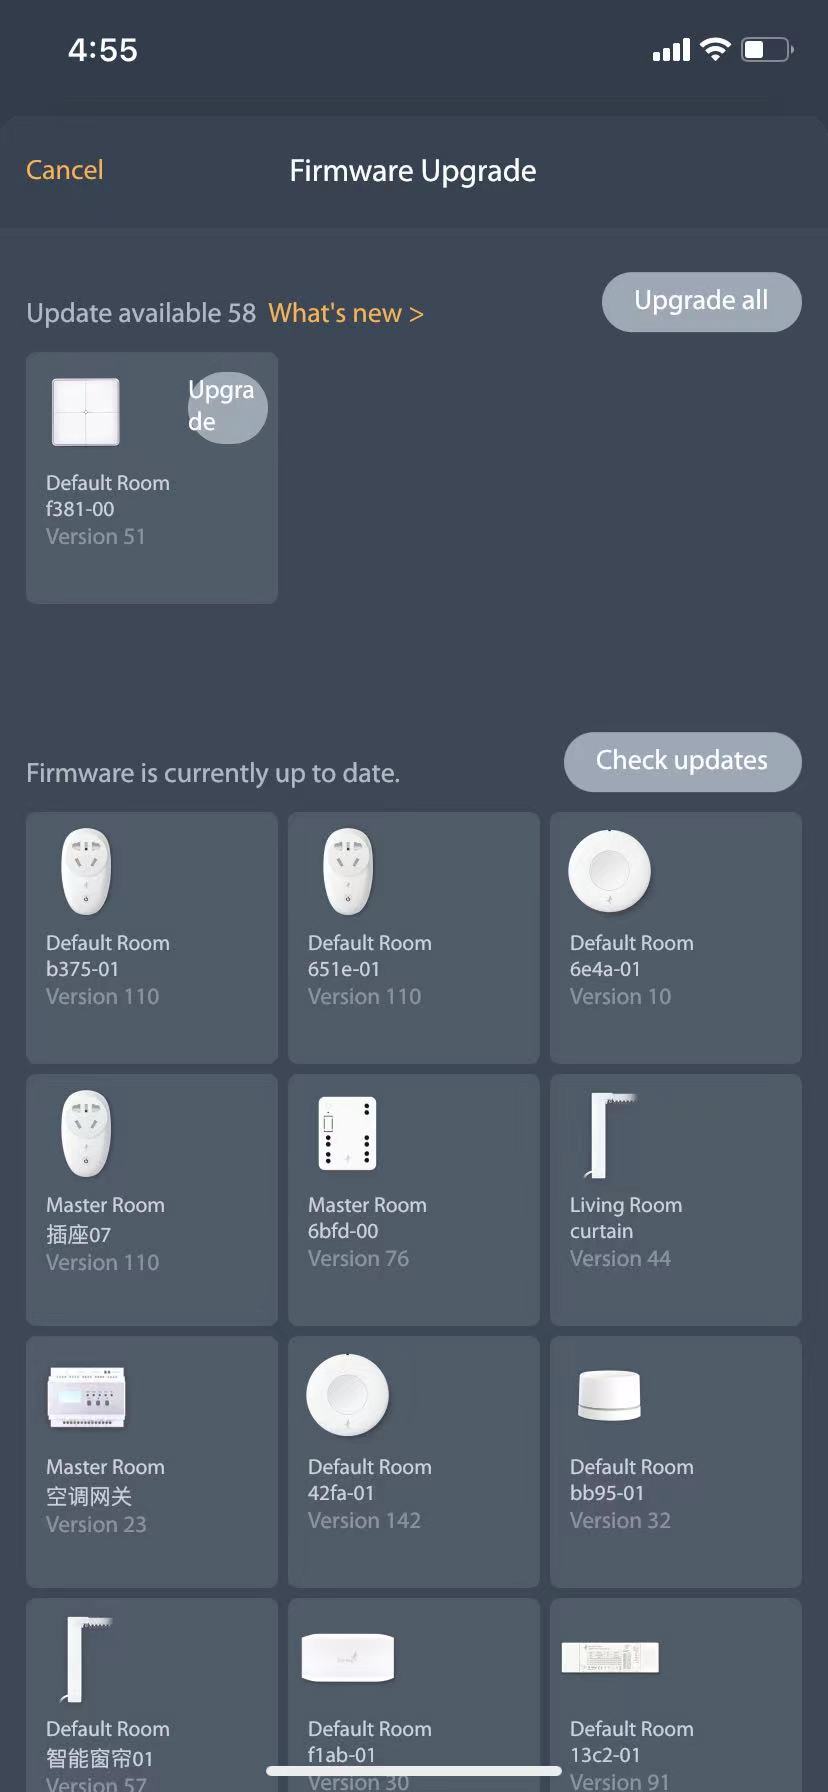 4:55
Cancel
Firmware Upgrade
Update available 58 What's new >
Upgrade all
Upgra
de
Default Room
f381-00
Version 51
Firmware is currently up to date.
Check updates
Default Room
b375-01
Version 110
Default Room
651e-01
Version 110
Default Room
6e4a-01
Version 10
Master Room
插座07
Version 110
Master Room
6bfd-00
Version 76
Living Room
curtain
Version 44
Master Room
空调网关
Version 23
Default Room
42fa-01
Version 142
Default Room
bb95-01
Version 32
Default Room
智能窗帘01
Version 57
Default Room
f1ab-01
Version 30
Default Room
13c2-01
Version 91